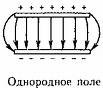 + + + + +
- - - - -
Однородное поле